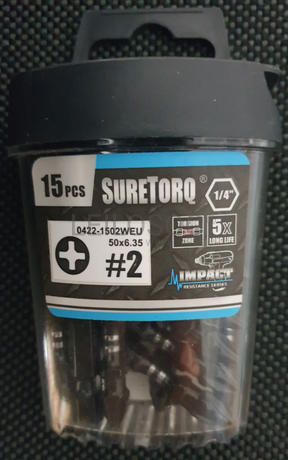 15 PCS SURETORQ® 1/4"
0422-1502WEU
50x6.35
#2
TORSION
ZONE
5X
LONG LIFE
IMPACT
RESISTANCE SERIES